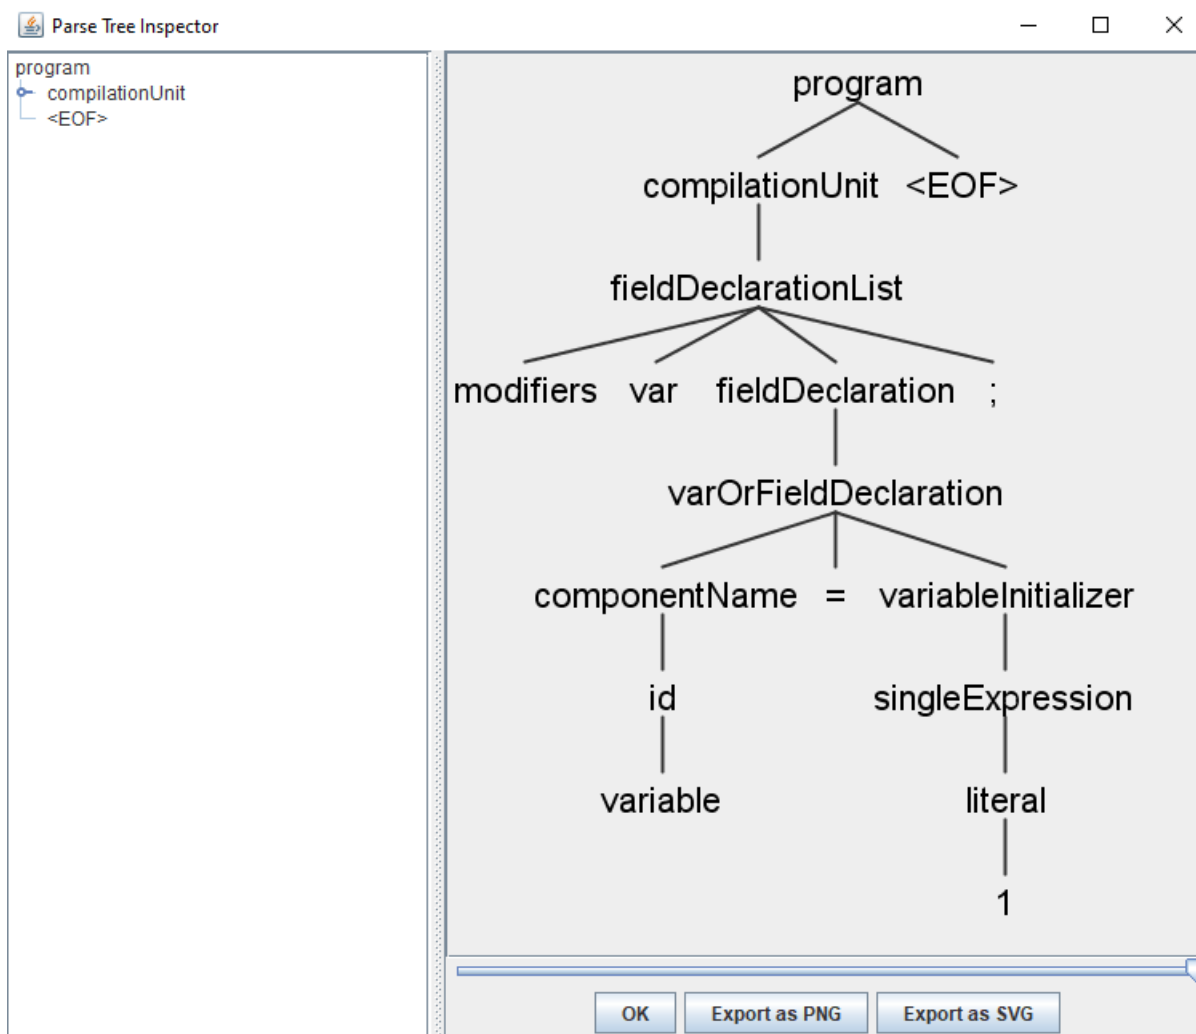 Parse Tree Inspector
program
compilationUnit
<EOF>
program
compilationUnit <EOF>
fieldDeclarationList
modifiers var fieldDeclaration ;
varOrFieldDeclaration
componentName = variableInitializer
id singleExpression
variable literal
1
OK Export as PNG Export as SVG